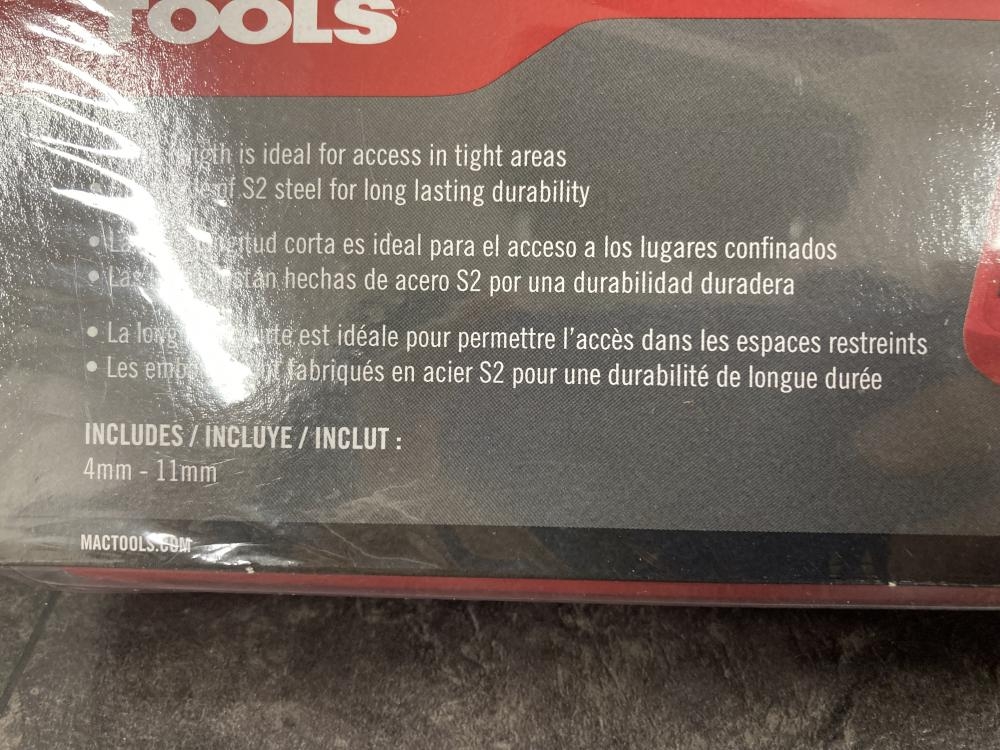 TOOLS
is ideal for access in tight areas
of S2 steel for long lasting durability
• La corta es ideal para el acceso a los lugares confinados
• Las están hechas de acero S2 por una durabilidad duradera
• La est idéale pour permettre l'accès dans les espaces restreints
• Les fabriqués en acier S2 pour une durabilité de longue durée
INCLUDES / INCLUYE / INCLUT :
4mm - 11mm
MACTOOLS.COM